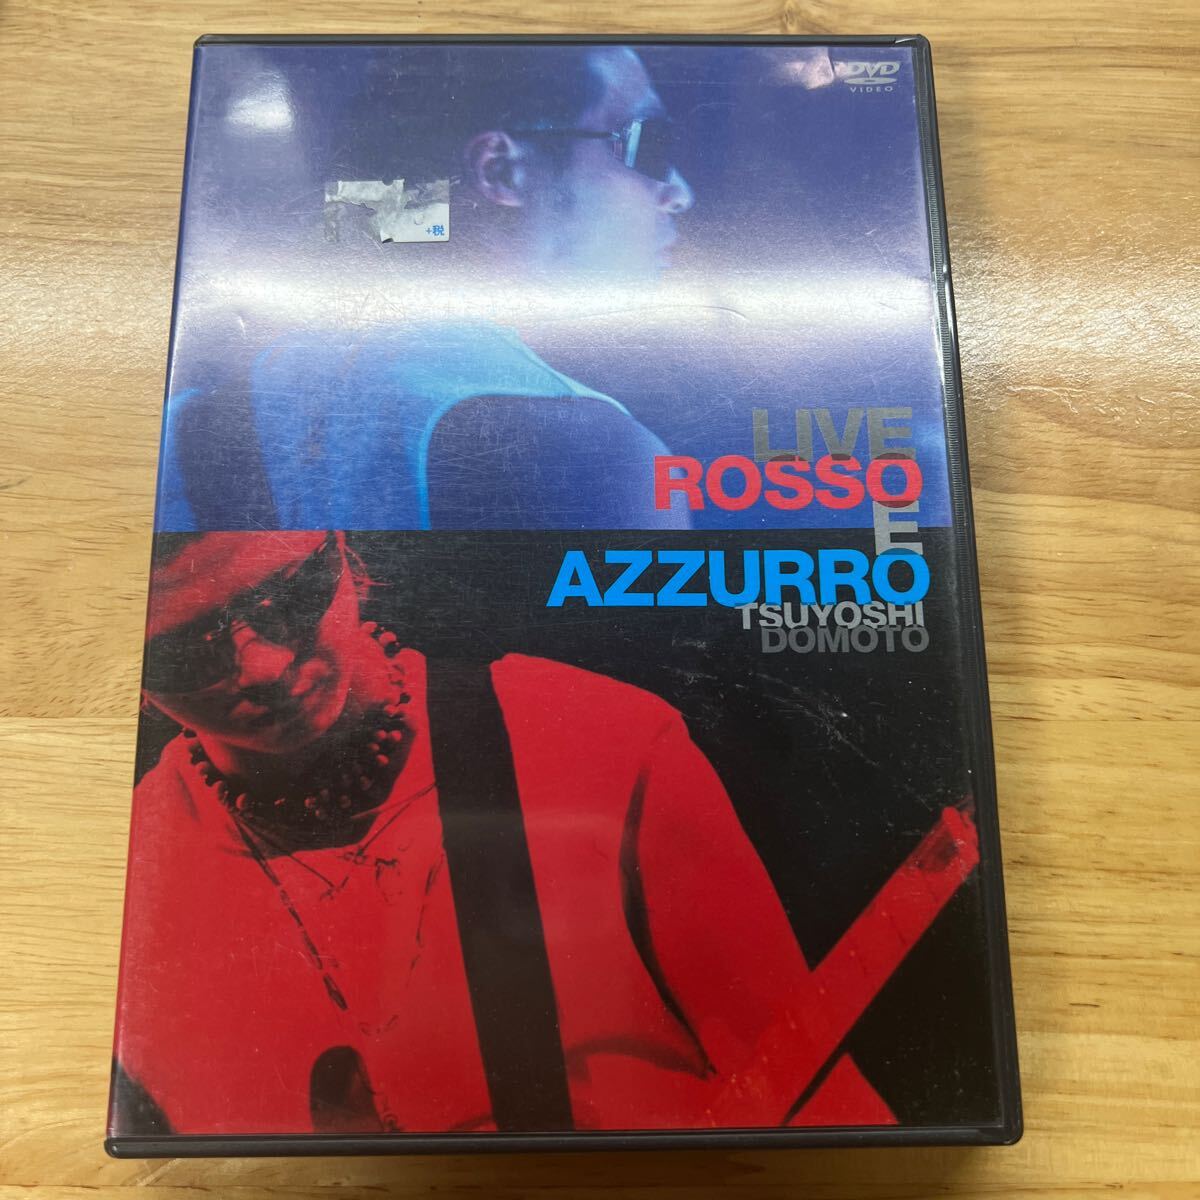 DVD
VIDEO
+税
LIVE
ROSSO
E
AZZURRO
TSUYOSHI
DOMOTO